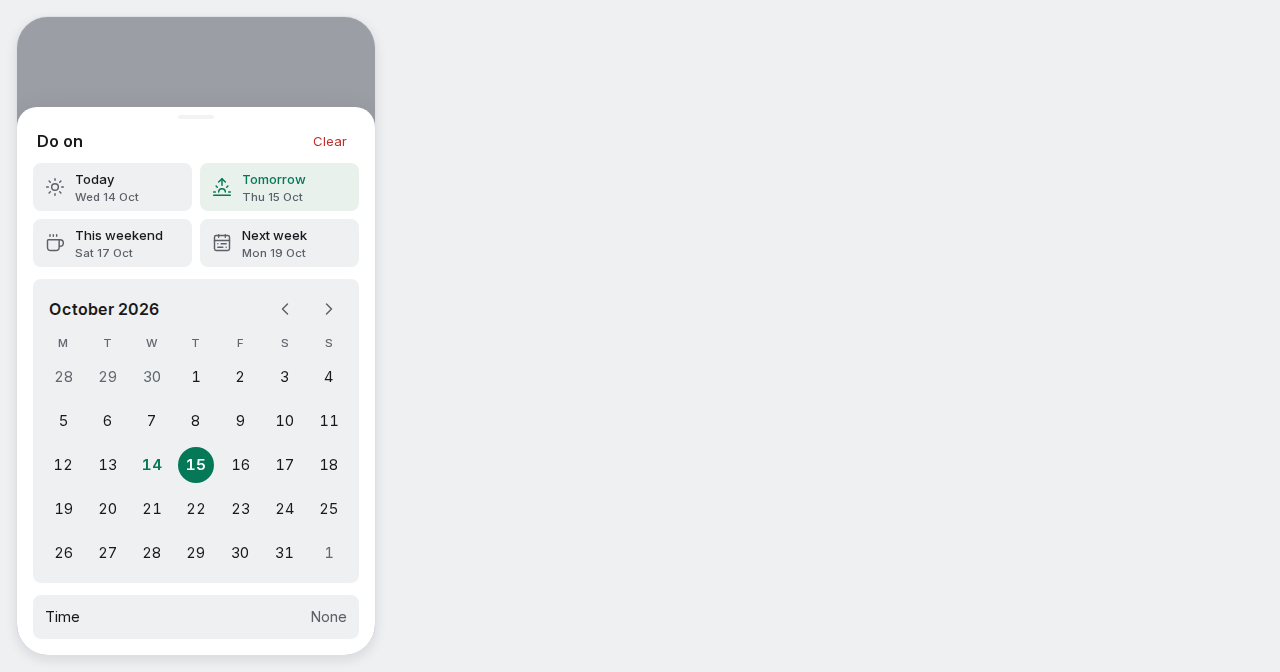 Do on Clear
Today Tomorrow
Wed 14 Oct Thu 15 Oct
This weekend Next week
Sat 17 Oct Mon 19 Oct
October 2026
M T W T F S S
28 29 30 1 2 3 4
5 6 7 8 9 10 11
12 13 14 15 16 17 18
19 20 21 22 23 24 25
26 27 28 29 30 31 1
Time None